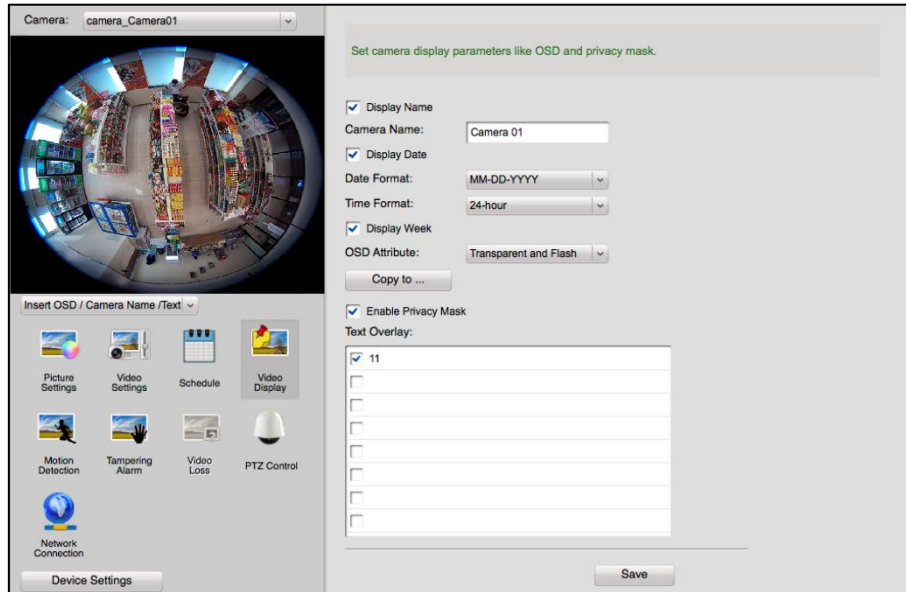 Camera: camera_Camera01
Set camera display parameters like OSD and privacy mask.
Display Name
Camera Name: Camera 01
Display Date
Date Format: MM-DD-YYYY
Time Format: 24-hour
Display Week
OSD Attribute: Transparent and Flash
Copy to ...
Enable Privacy Mask
Text Overlay:
11
Save
Insert OSD / Camera Name /Text
Picture Settings
Video Settings
Schedule
Video Display
Motion Detection
Tampering Alarm
Video Loss
PTZ Control
Network Connection
Device Settings